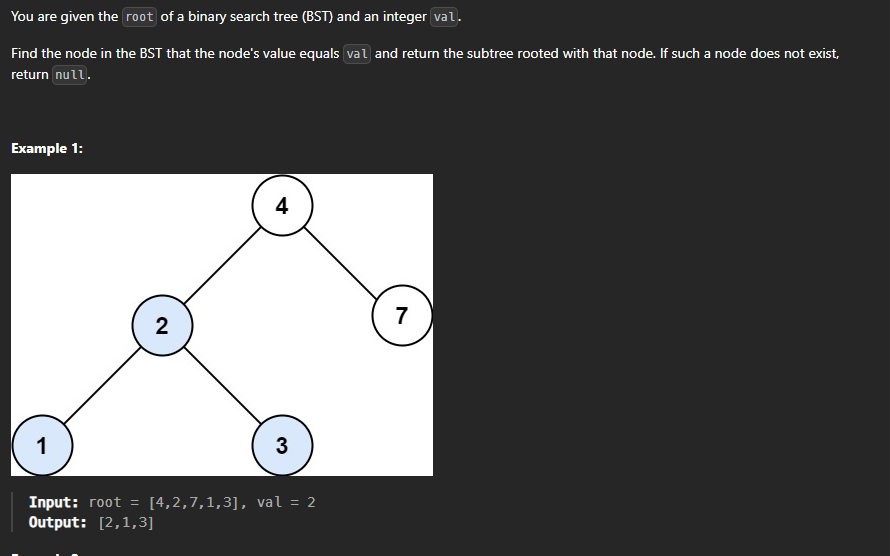 You are given the root of a binary search tree (BST) and an integer val.
Find the node in the BST that the node's value equals val and return the subtree rooted with that node. If such a node does not exist,
return null.
Example 1:
4
2
7
1
3
Input: root = [4,2,7,1,3], val = 2
Output: [2,1,3]